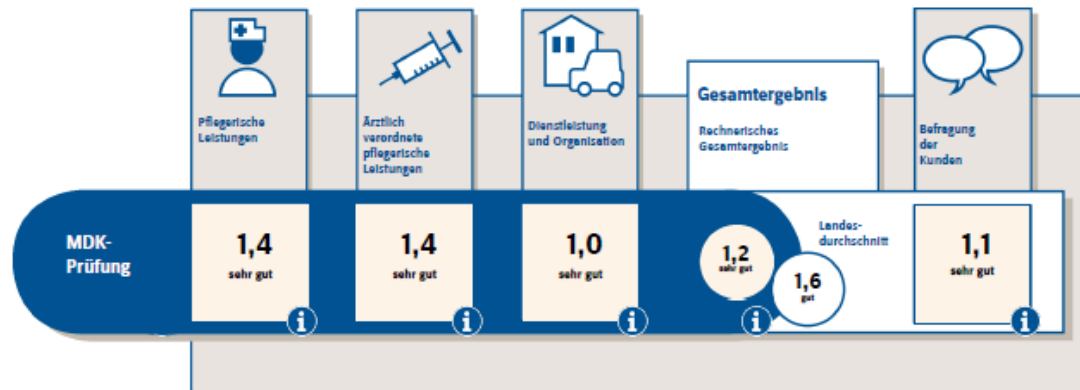 Pflegerische
Leistungen
Ärztlich
verordnete
pflegerische
Leistungen
Dienstleistung
und Organisation
Gesamtergebnis
Rechnerisches
Gesamtergebnis
Befragung
der
Kunden
MDK-
Prüfung
1,4
sehr gut
1,4
sehr gut
1,0
sehr gut
1,2
sehr gut
Landes-
durchschnitt
1,6
gut
1,1
sehr gut
i
i
i
i
i